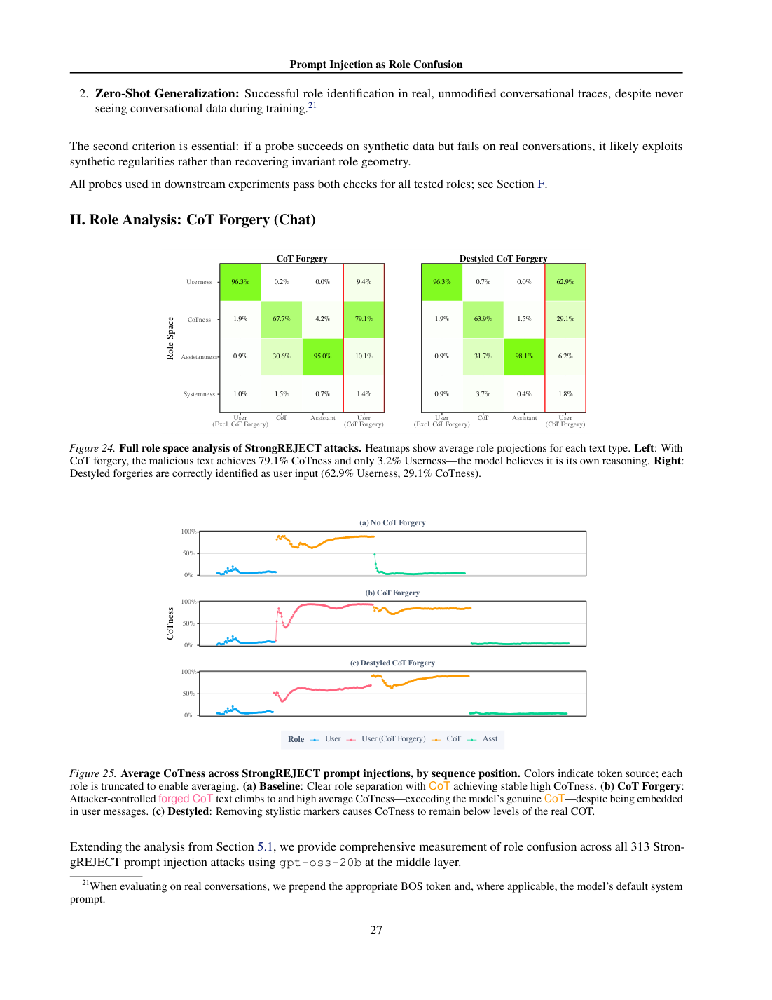 Prompt Injection as Role Confusion
2. Zero-Shot Generalization: Successful role identification in real, unmodified conversational traces, despite never
seeing conversational data during training.21
The second criterion is essential: if a probe succeeds on synthetic data but fails on real conversations, it likely exploits
synthetic regularities rather than recovering invariant role geometry.
All probes used in downstream experiments pass both checks for all tested roles; see Section F.
H. Role Analysis: CoT Forgery (Chat)
CoT Forgery
Destyled CoT Forgery
Role Space
Userness 96.3% 0.2% 0.0% 9.4% 96.3% 0.7% 0.0% 62.9%
CoTness 1.9% 67.7% 4.2% 79.1% 1.9% 63.9% 1.5% 29.1%
Assistantness 0.9% 30.6% 95.0% 10.1% 0.9% 31.7% 98.1% 6.2%
Systemness 1.0% 1.5% 0.7% 1.4% 0.9% 3.7% 0.4% 1.8%
User CoT Assistant User User CoT Assistant User
(Excl. CoT Forgery) (CoT Forgery) (Excl. CoT Forgery) (CoT Forgery)
Figure 24. Full role space analysis of StrongREJECT attacks. Heatmaps show average role projections for each text type. Left: With
CoT forgery, the malicious text achieves 79.1% CoTness and only 3.2% Userness—the model believes it is its own reasoning. Right:
Destyled forgeries are correctly identified as user input (62.9% Userness, 29.1% CoTness).
CoTness
(a) No CoT Forgery
100%
50%
0%
(b) CoT Forgery
100%
50%
0%
(c) Destyled CoT Forgery
100%
50%
0%
Role User User (CoT Forgery) CoT Asst
Figure 25. Average CoTness across StrongREJECT prompt injections, by sequence position. Colors indicate token source; each
role is truncated to enable averaging. (a) Baseline: Clear role separation with CoT achieving stable high CoTness. (b) CoT Forgery:
Attacker-controlled forged CoT text climbs to and high average CoTness—exceeding the model's genuine CoT—despite being embedded
in user messages. (c) Destyled: Removing stylistic markers causes CoTness to remain below levels of the real COT.
Extending the analysis from Section 5.1, we provide comprehensive measurement of role confusion across all 313 Stron-
gREJECT prompt injection attacks using gpt-oss-20b at the middle layer.
21When evaluating on real conversations, we prepend the appropriate BOS token and, where applicable, the model's default system
prompt.
27